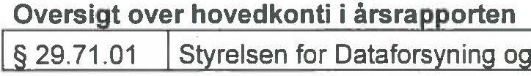 Oversigt over hovedkonti i årsrapporten
§ 29.71.01 Styrelsen for Dataforsyning og